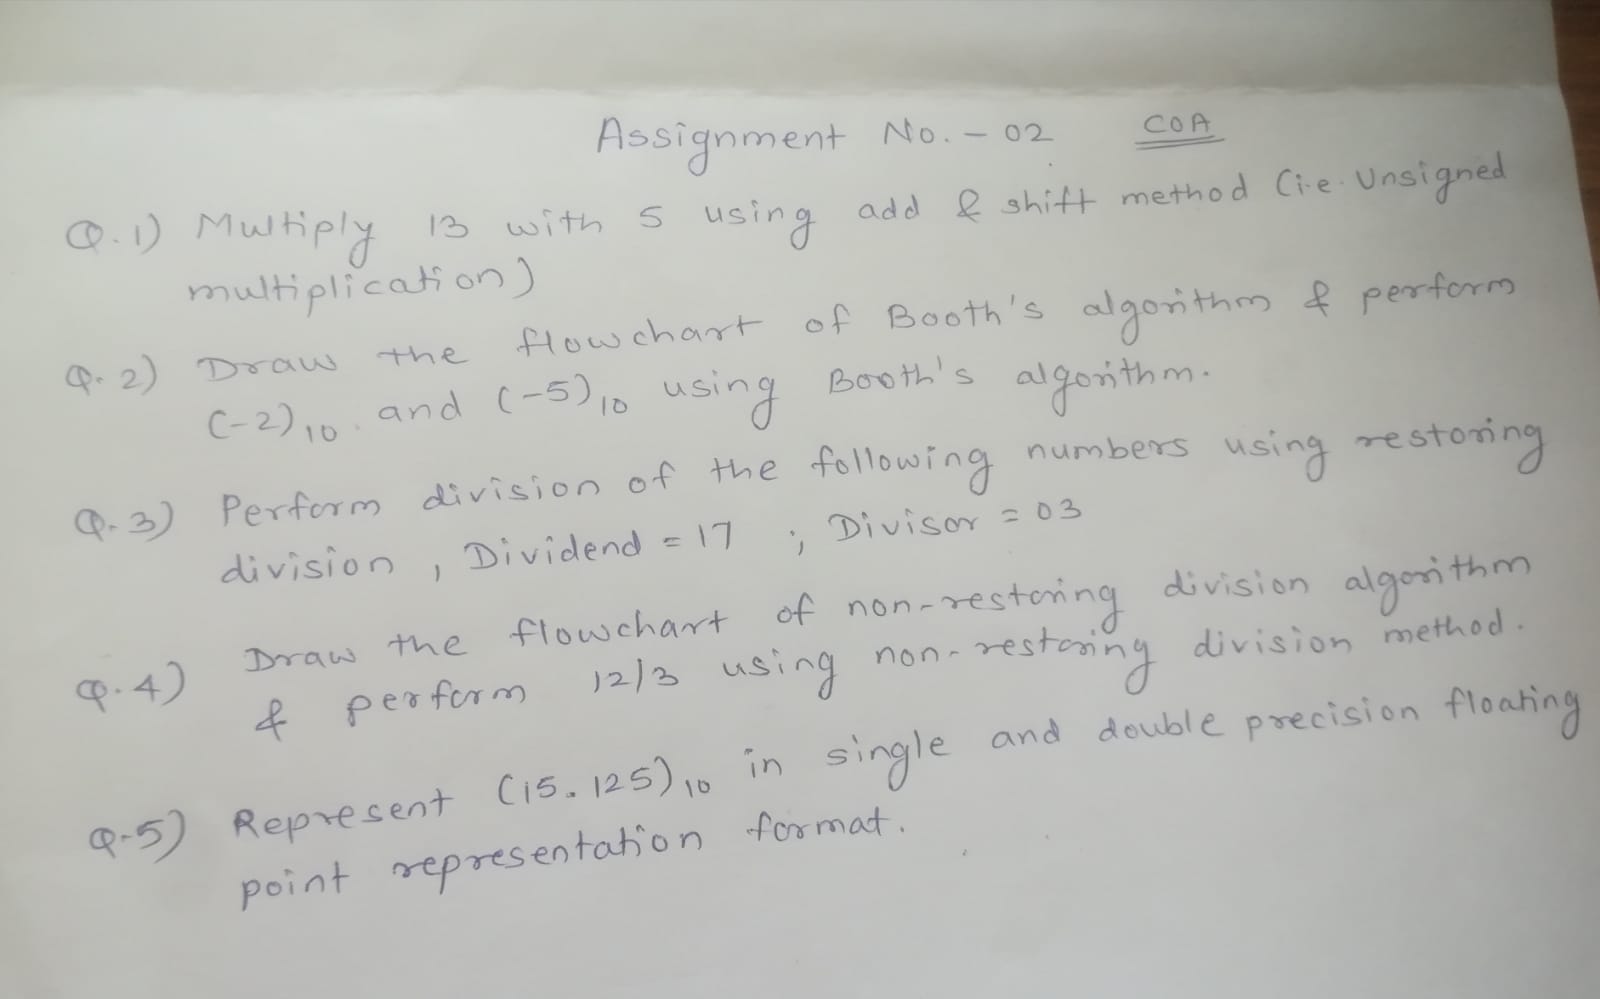 Assignment No. - 02 COA
Q.1) Multiply 13 with 5 using add & shift method (i.e. Unsigned
multiplication)
Q.2) Draw the flowchart of Booth's algorithm & perform
(-2)10 . and (-5)10 using Booth's algorithm.
Q.3) Perform division of the following numbers using restoring
division , Dividend = 17 ; Divisor = 03
Q.4) Draw the flowchart of non-restoring division algorithm
& perform 12/3 using non-restoring division method.
Q.5) Represent (15.125)10 in single and double precision floating
point representation format.